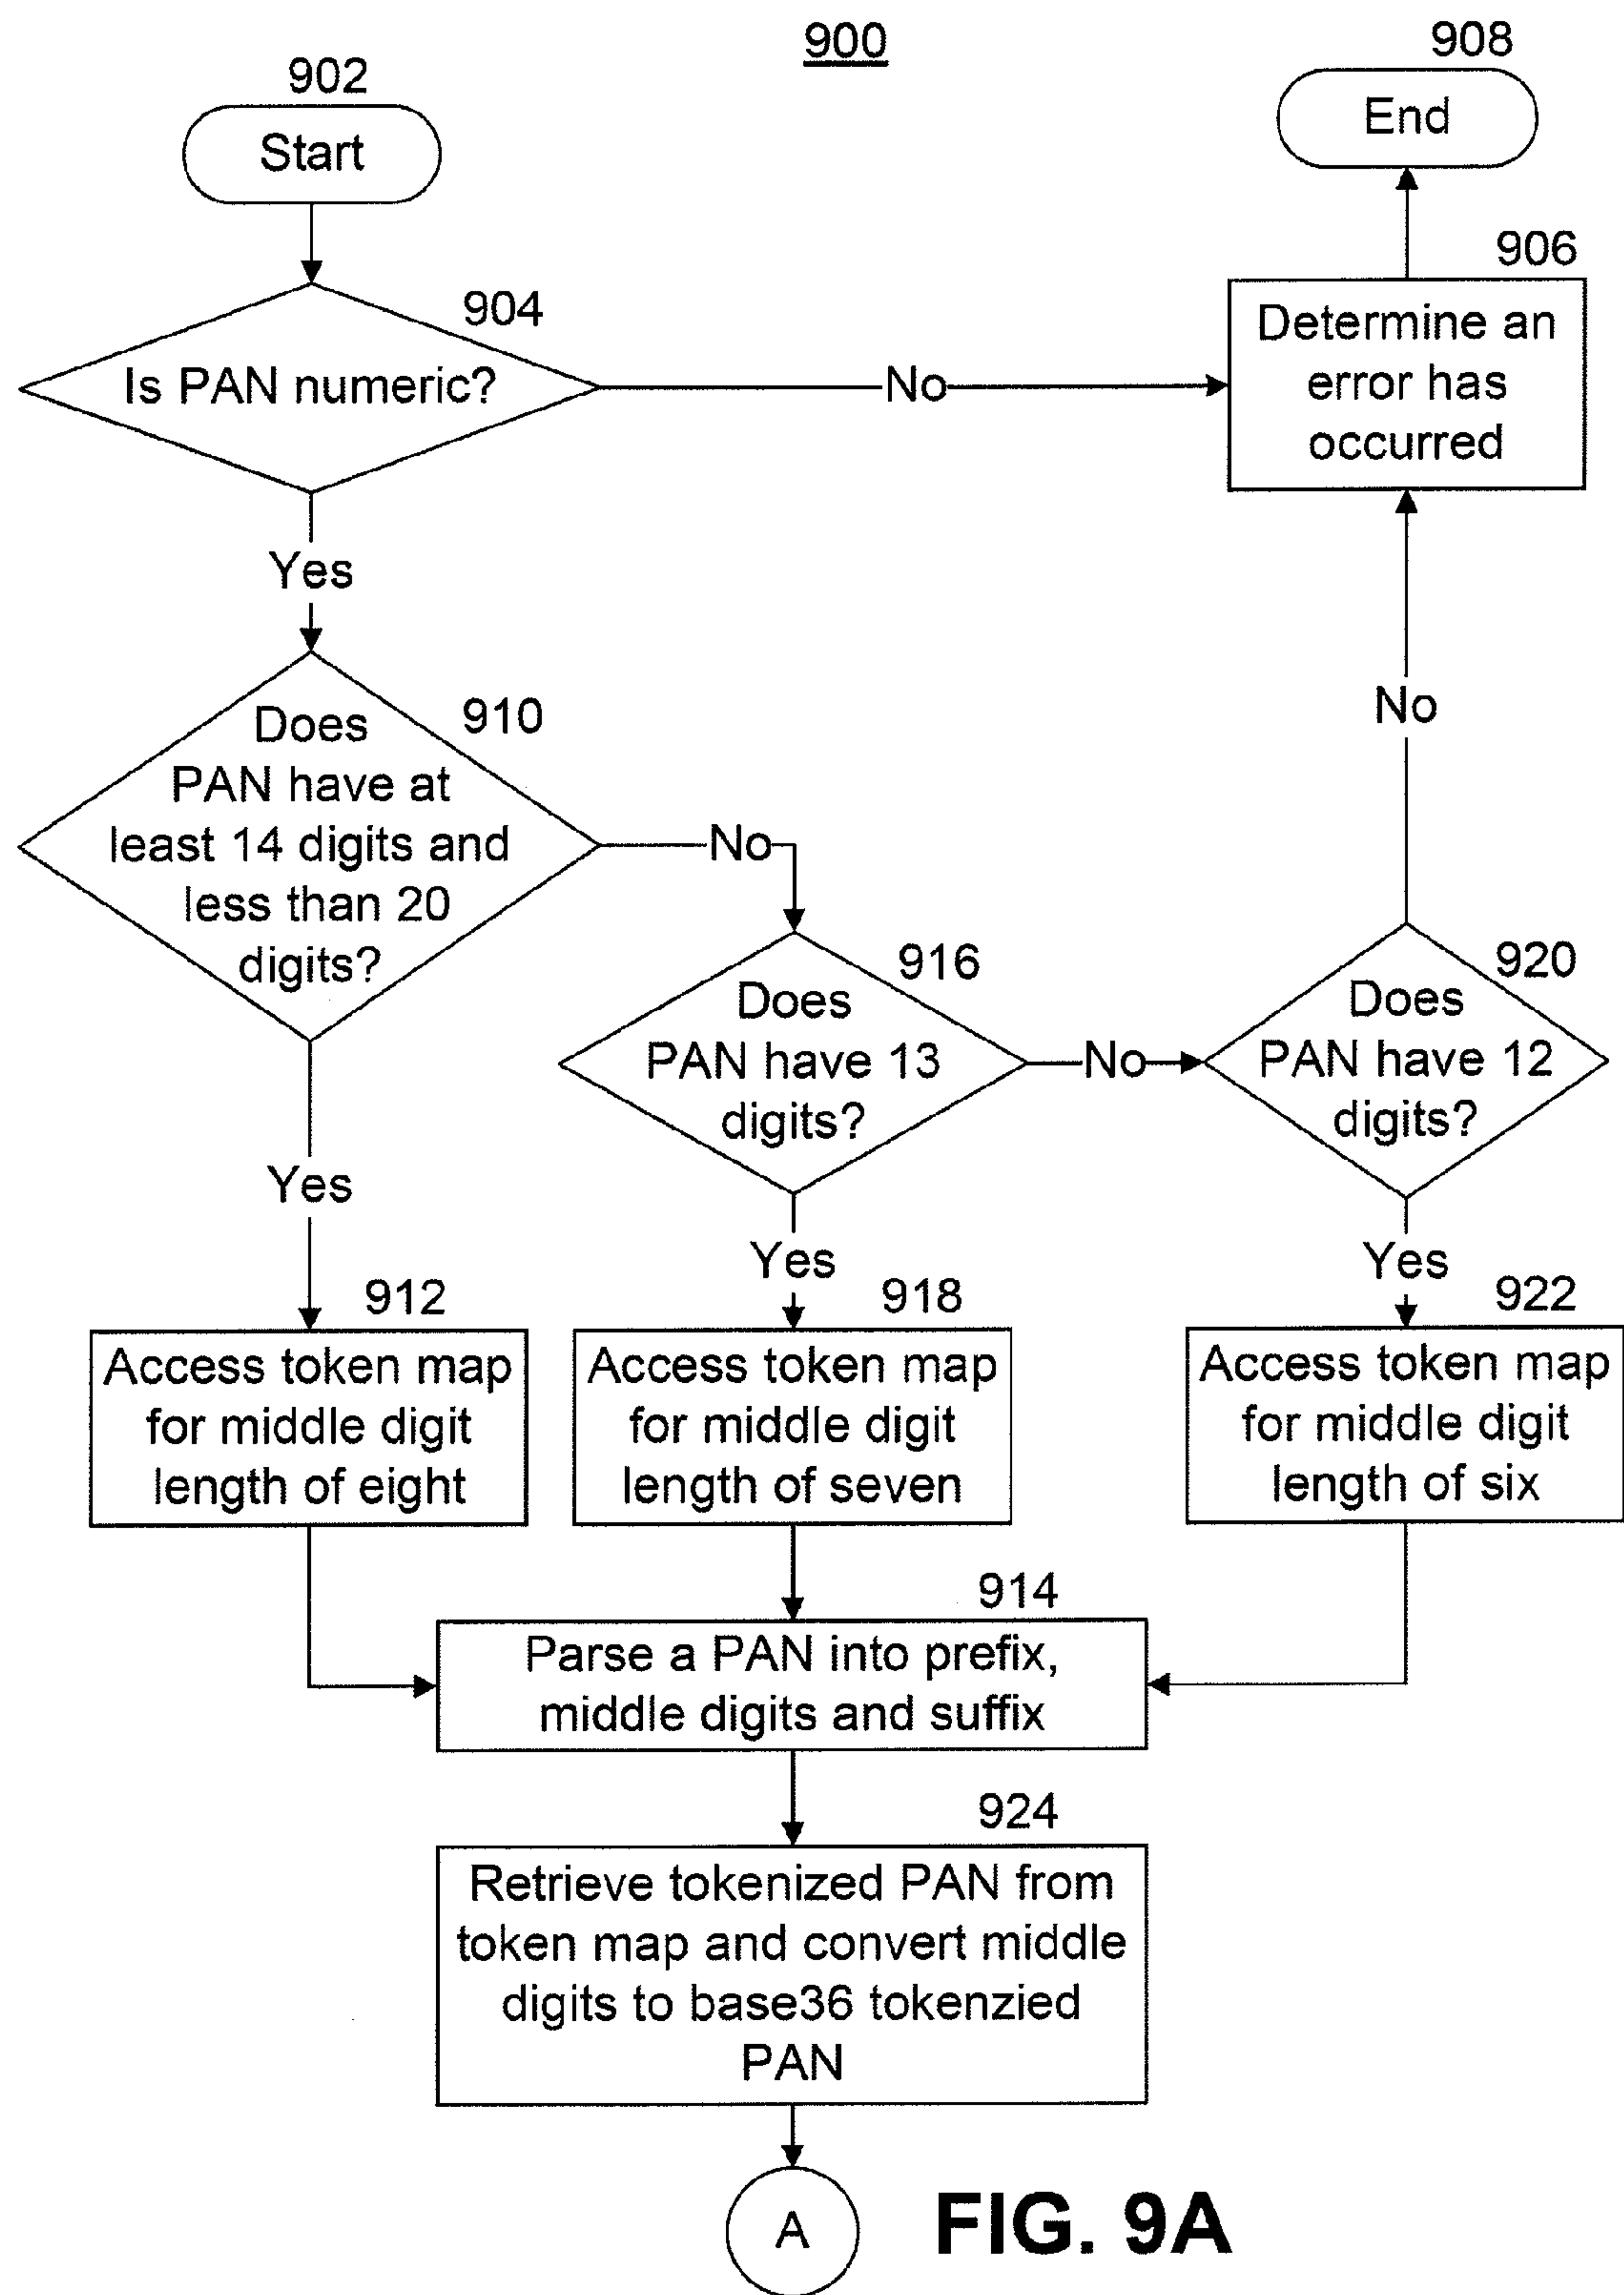 900
908
End
902
Start
906
Determine an
error has
occurred
904
Is PAN numeric?
No
Yes
910
Does
PAN have at
least 14 digits and
less than 20
digits?
No
No
916
Does
PAN have 13
digits?
No
920
Does
PAN have 12
digits?
Yes
Yes
Yes
912
Access token map
for middle digit
length of eight
918
Access token map
for middle digit
length of seven
922
Access token map
for middle digit
length of six
914
Parse a PAN into prefix,
middle digits and suffix
924
Retrieve tokenized PAN from
token map and convert middle
digits to base36 tokenzied
PAN
A
FIG. 9A